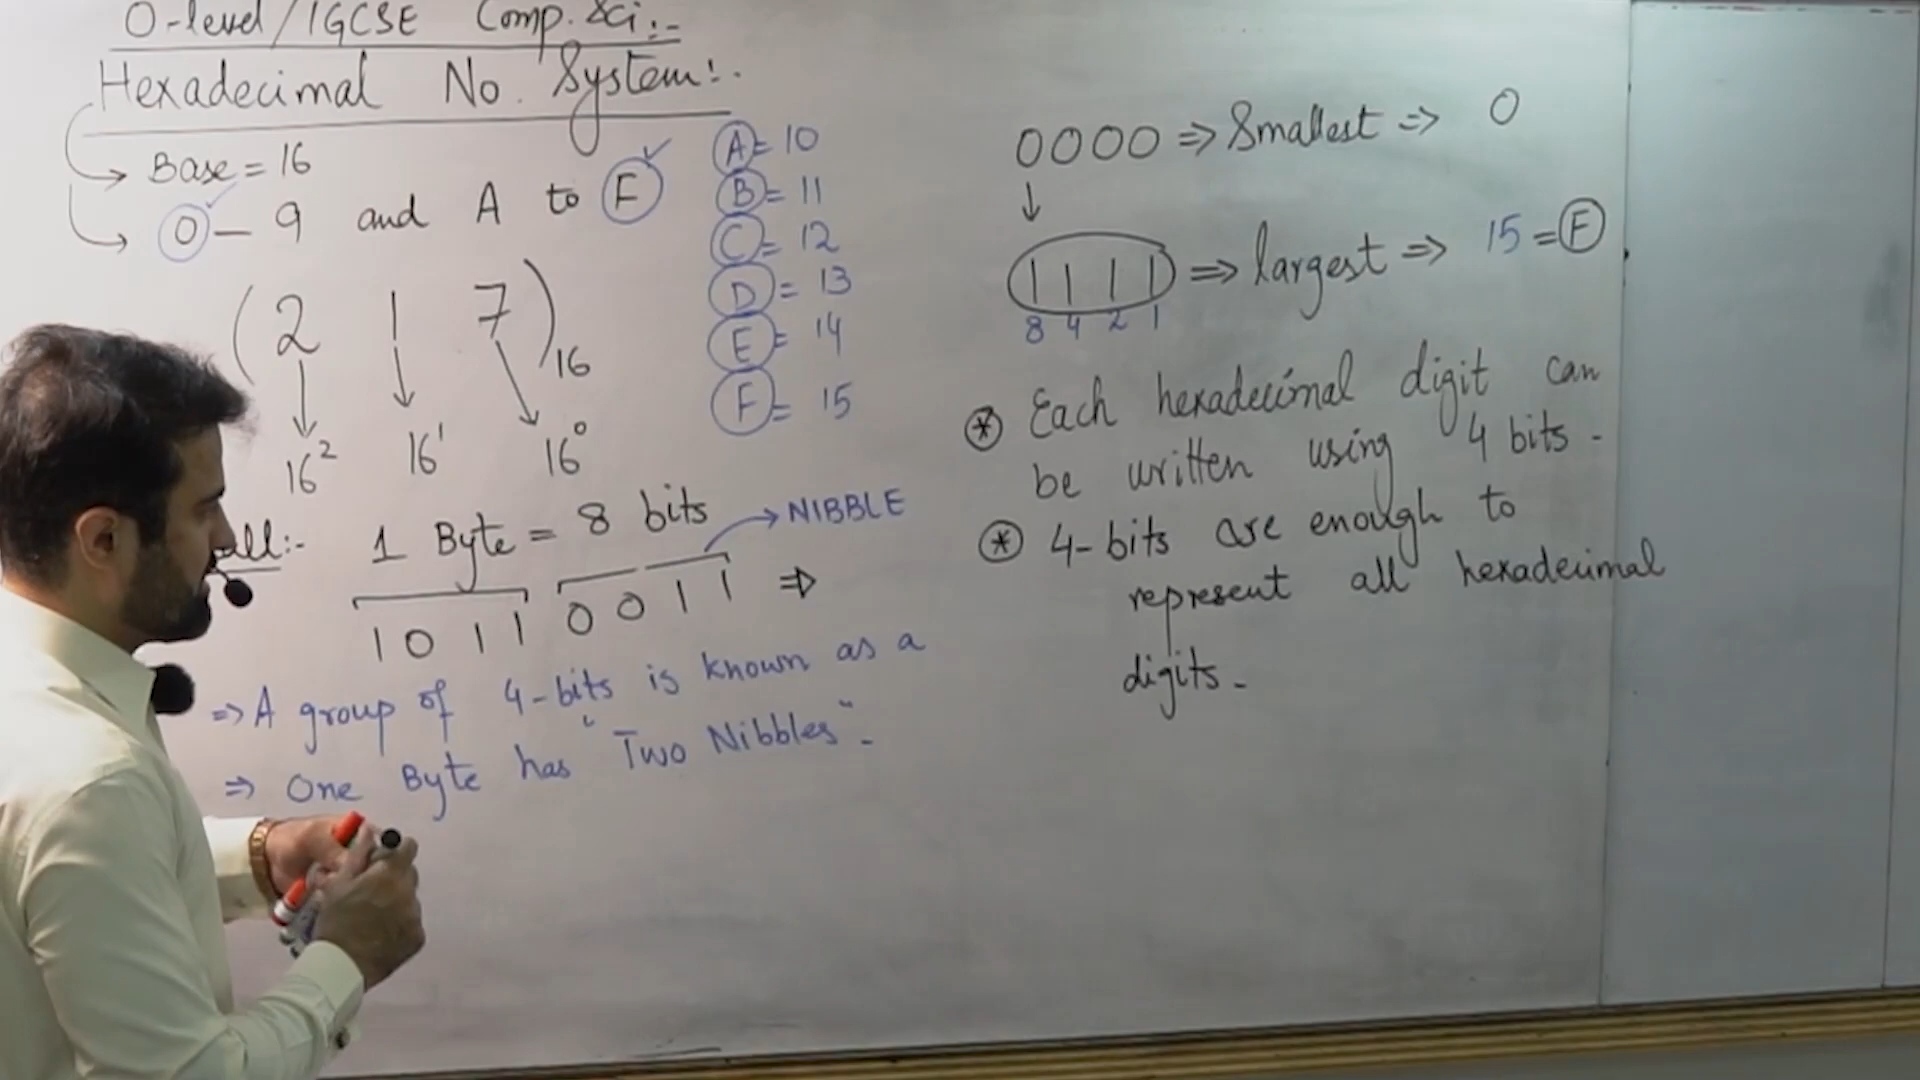 O-level/IGCSE Comp. Sci:-
Hexadecimal No. System:-
Base = 16
0 - 9 and A to F
A = 10
B = 11
C = 12
D = 13
E = 14
F = 15
(2 1 7)16
16² 16¹ 16⁰
all:- 1 Byte = 8 bits
→ NIBBLE
1 0 1 1 0 0 1 1 ⇒
⇒ A group of 4-bits is known as a
⇒ One Byte has "Two Nibbles".
0000 ⇒ Smallest ⇒ 0
1111 ⇒ largest ⇒ 15 = F
8 4 2 1
* Each hexadecimal digit can
be written using 4 bits.
* 4-bits are enough to
represent all hexadecimal
digits.